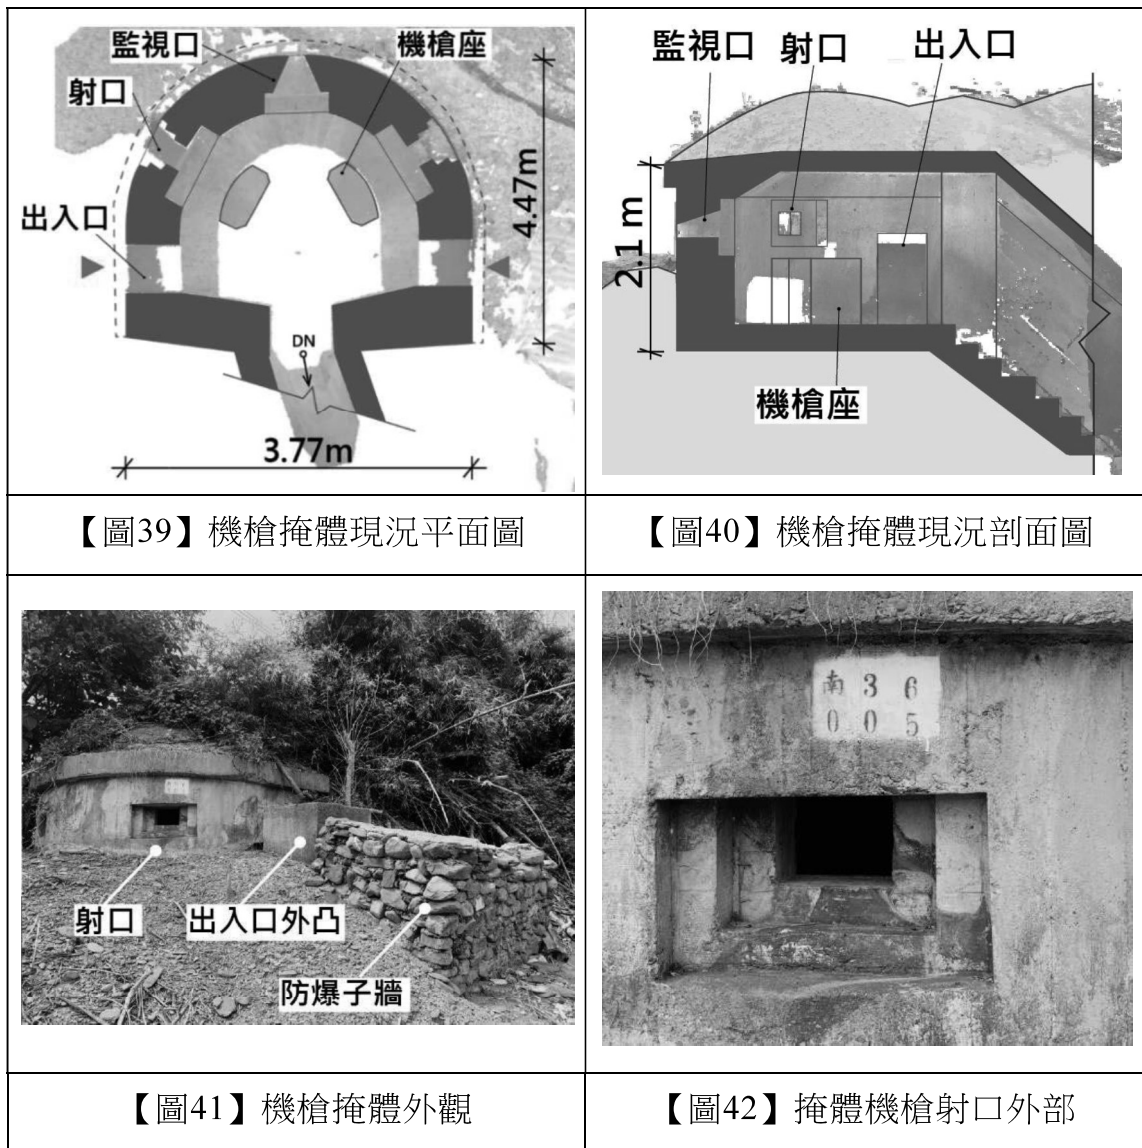 監視口
機槍座
射口
出入口
4.47m
DN
3.77m
監視口
射口
出入口
2.1 m
機槍座
【圖39】機槍掩體現況平面圖
【圖40】機槍掩體現況剖面圖
射口
出入口外凸
防爆子牆
南 3 6
0 0 5
【圖41】機槍掩體外觀
【圖42】掩體機槍射口外部